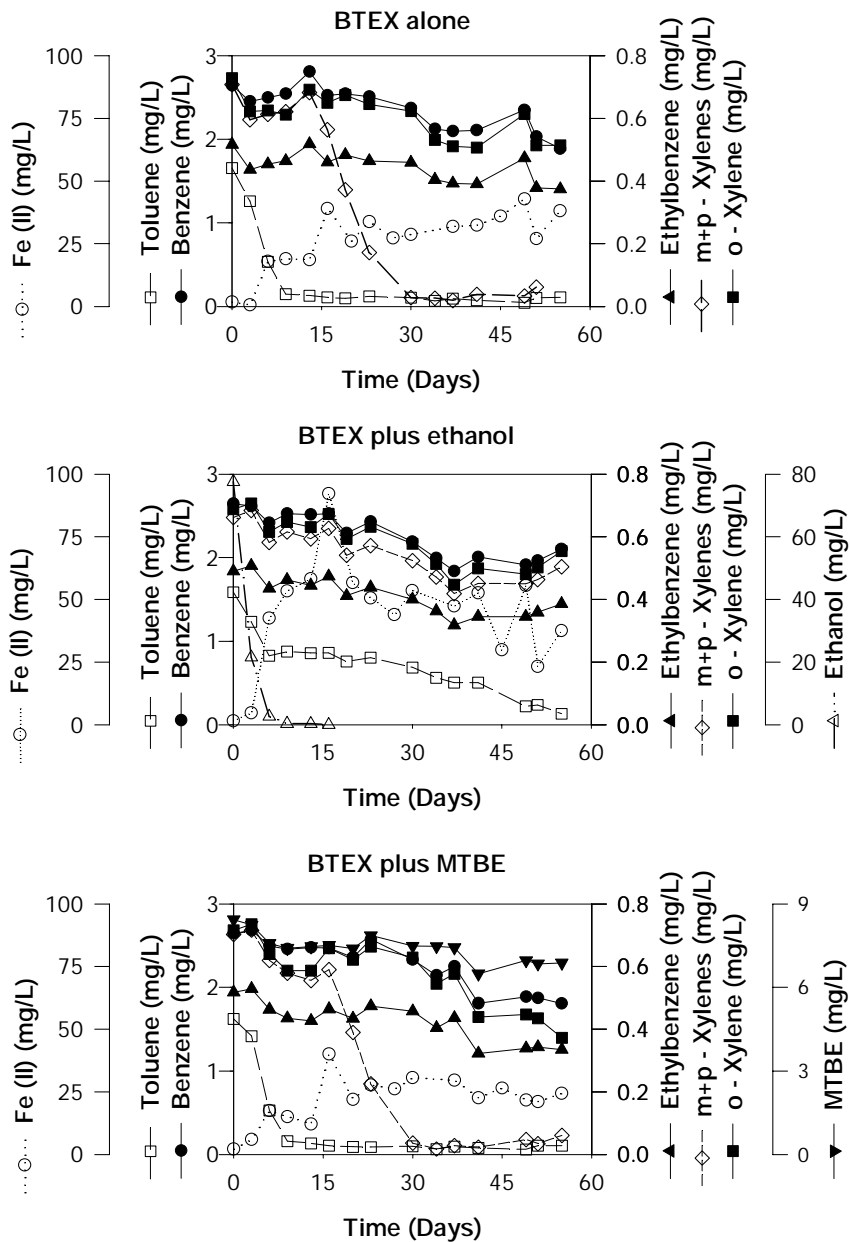 BTEX alone
100
75
50
25
0
Fe (II) (mg/L)
Toluene (mg/L)
Benzene (mg/L)
3
2
1
0
0.8
0.6
0.4
0.2
0.0
Ethylbenzene (mg/L)
m+p - Xylenes (mg/L)
o - Xylene (mg/L)
0 15 30 45 60
Time (Days)
BTEX plus ethanol
100
75
50
25
0
Fe (II) (mg/L)
Toluene (mg/L)
Benzene (mg/L)
3
2
1
0
0.8
0.6
0.4
0.2
0.0
Ethylbenzene (mg/L)
m+p - Xylenes (mg/L)
o - Xylene (mg/L)
80
60
40
20
0
Ethanol (mg/L)
0 15 30 45 60
Time (Days)
BTEX plus MTBE
100
75
50
25
0
Fe (II) (mg/L)
Toluene (mg/L)
Benzene (mg/L)
3
2
1
0
0.8
0.6
0.4
0.2
0.0
Ethylbenzene (mg/L)
m+p - Xylenes (mg/L)
o - Xylene (mg/L)
9
6
3
0
MTBE (mg/L)
0 15 30 45 60
Time (Days)